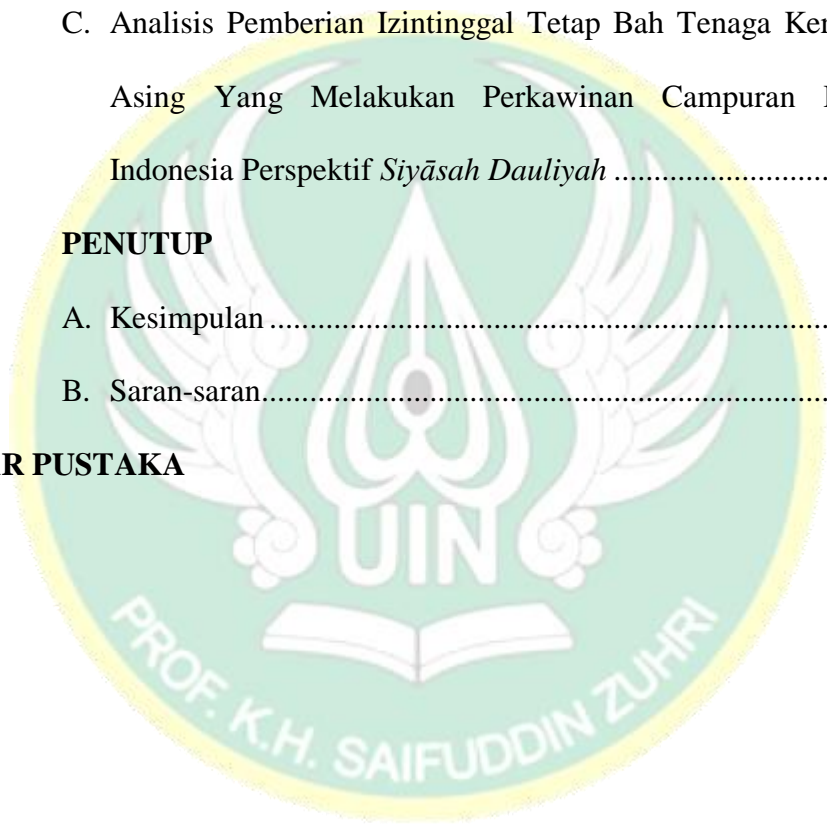 C. Analisis Pemberian Izintinggal Tetap Bah Tenaga Ker
Asing Yang Melakukan Perkawinan Campuran
Indonesia Perspektif Siyāsah Dauliyah ........................
PENUTUP
A. Kesimpulan ........................................................................
B. Saran-saran.........................................................................
R PUSTAKA
UIN
PROF. K.H. SAIFUDDIN ZUHRI